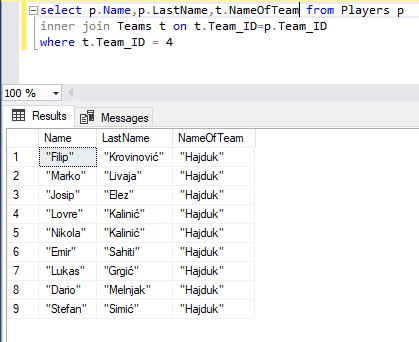 select p.Name,p.LastName,t.NameOfTeam from Players p
inner join Teams t on t.Team_ID=p.Team_ID
where t.Team_ID = 4
100 %
Results Messages
Name LastName NameOfTeam
1 "Filip" "Krovinović" "Hajduk"
2 "Marko" "Livaja" "Hajduk"
3 "Josip" "Elez" "Hajduk"
4 "Lovre" "Kalinić" "Hajduk"
5 "Nikola" "Kalinić" "Hajduk"
6 "Emir" "Sahiti" "Hajduk"
7 "Lukas" "Grgić" "Hajduk"
8 "Dario" "Melnjak" "Hajduk"
9 "Stefan" "Simić" "Hajduk"